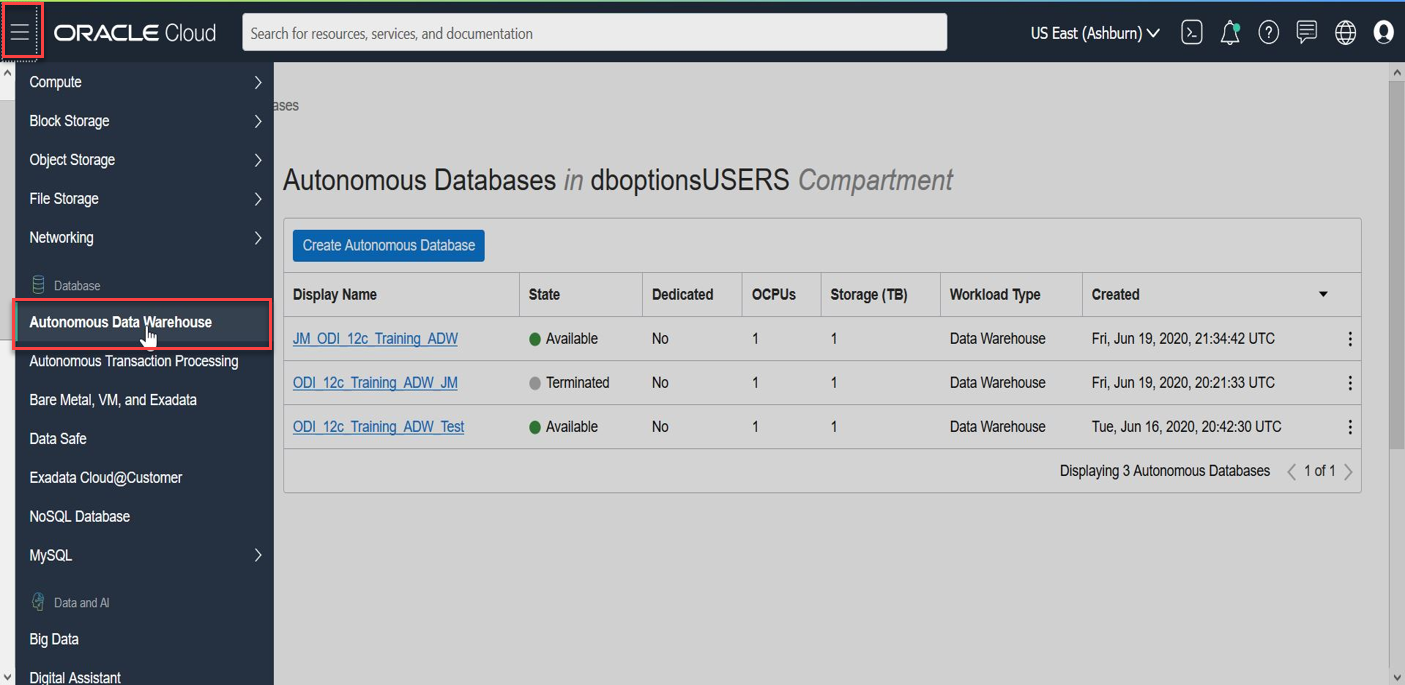 ORACLE Cloud
Search for resources, services, and documentation
US East (Ashburn)
Compute
Block Storage
Object Storage
File Storage
Networking
Database
Autonomous Data Warehouse
Autonomous Transaction Processing
Bare Metal, VM, and Exadata
Data Safe
Exadata Cloud@Customer
NoSQL Database
MySQL
Data and AI
Big Data
Digital Assistant
ases
Autonomous Databases in dboptionsUSERS Compartment
Create Autonomous Database
Display Name State Dedicated OCPUs Storage (TB) Workload Type Created
JM_ODI_12c_Training_ADW Available No 1 1 Data Warehouse Fri, Jun 19, 2020, 21:34:42 UTC
ODI_12c_Training_ADW_JM Terminated No 1 1 Data Warehouse Fri, Jun 19, 2020, 20:21:33 UTC
ODI_12c_Training_ADW_Test Available No 1 1 Data Warehouse Tue, Jun 16, 2020, 20:42:30 UTC
Displaying 3 Autonomous Databases 1 of 1